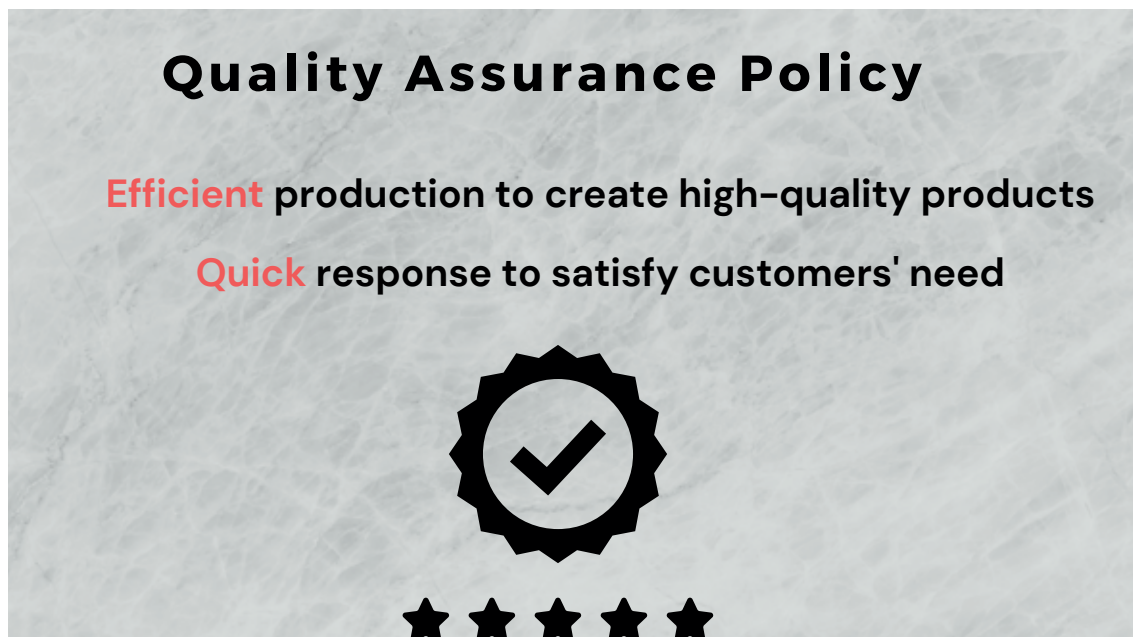 Quality Assurance Policy
Efficient production to create high-quality products
Quick response to satisfy customers' need